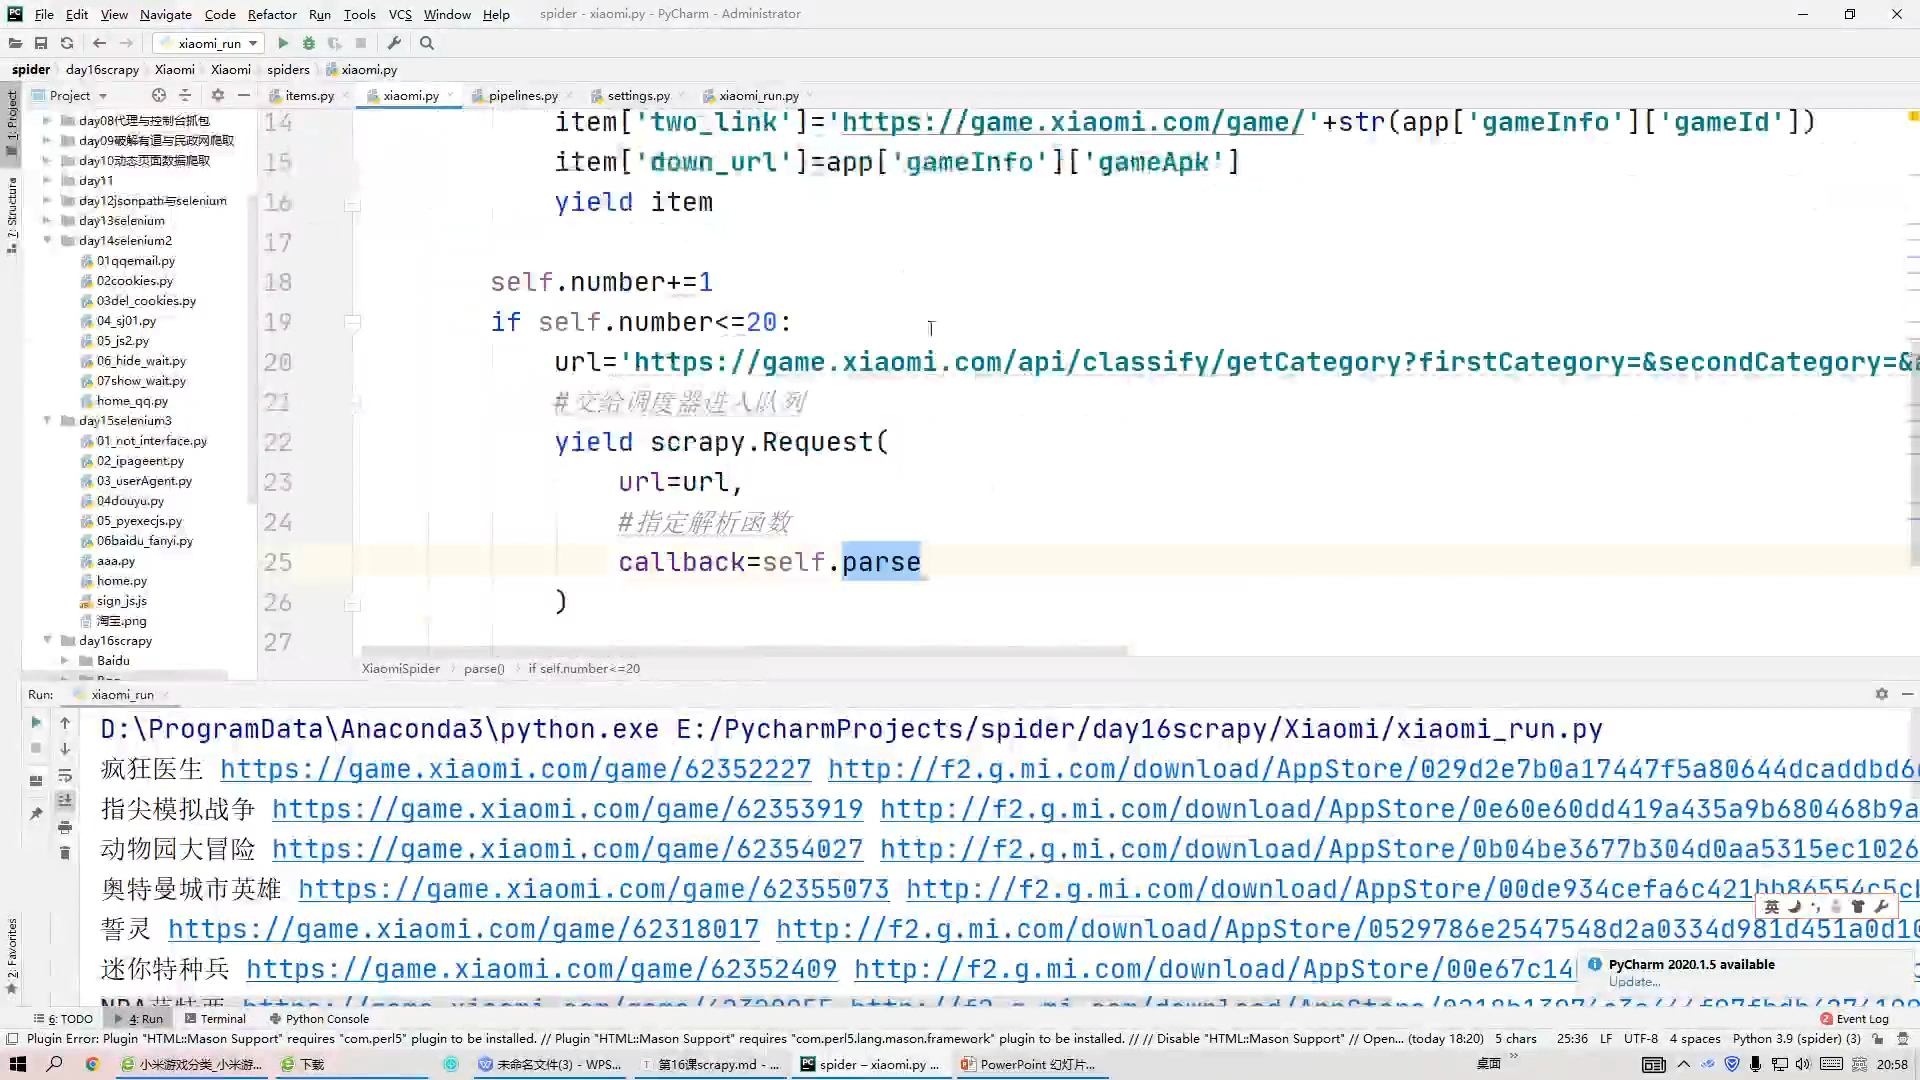 File Edit View Navigate Code Refactor Run Tools VCS Window Help spider - xiaomi.py - PyCharm - Administrator
xiaomi_run
spider day16scrapy Xiaomi Xiaomi spiders xiaomi.py
Project items.py xiaomi.py pipelines.py settings.py xiaomi_run.py
1: Project
7: Structure
2: Favorites
day08代理与控制台抓包
day09破解有道与民政网爬取
day10动态页面数据爬取
day11
day12jsonpath与selenium
day13selenium
day14selenium2
01qqemail.py
02cookies.py
03del_cookies.py
04_sj01.py
05_js2.py
06_hide_wait.py
07show_wait.py
home_qq.py
day15selenium3
01_not_interface.py
02_ipageent.py
03_userAgent.py
04douyu.py
05_pyexecjs.py
06baidu_fanyi.py
aaa.py
home.py
sign_js.js
淘宝.png
day16scrapy
Baidu
14 item['two_link']='https://game.xiaomi.com/game/'+str(app['gameInfo']['gameId'])
15 item['down_url']=app['gameInfo']['gameApk']
16 yield item
17
18 self.number+=1
19 if self.number<=20:
20 url='https://game.xiaomi.com/api/classify/getCategory?firstCategory=&secondCategory=&
21 #交给调度器进入队列
22 yield scrapy.Request(
23 url=url,
24 #指定解析函数
25 callback=self.parse
26 )
27
XiaomiSpider parse() if self.number<=20
Run: xiaomi_run
D:\ProgramData\Anaconda3\python.exe E:/PycharmProjects/spider/day16scrapy/Xiaomi/xiaomi_run.py
疯狂医生 https://game.xiaomi.com/game/62352227 http://f2.g.mi.com/download/AppStore/029d2e7b0a17447f5a80644dcaddbd6
指尖模拟战争 https://game.xiaomi.com/game/62353919 http://f2.g.mi.com/download/AppStore/0e60e60dd419a435a9b680468b9a
动物园大冒险 https://game.xiaomi.com/game/62354027 http://f2.g.mi.com/download/AppStore/0b04be3677b304d0aa5315ec1026
奥特曼城市英雄 https://game.xiaomi.com/game/62355073 http://f2.g.mi.com/download/AppStore/00de934cefa6c421bb86554c5c
誓灵 https://game.xiaomi.com/game/62318017 http://f2.g.mi.com/download/AppStore/0529786e2547548d2a0334d981d451a0d1
迷你特种兵 https://game.xiaomi.com/game/62352409 http://f2.g.mi.com/download/AppStore/00e67c14
英
PyCharm 2020.1.5 available
Update...
6: TODO 4: Run Terminal Python Console 2 Event Log
Plugin Error: Plugin "HTML::Mason Support" requires "com.perl5" plugin to be installed. // Plugin "HTML::Mason Support" requires "com.perl5.lang.mason.framework" plugin to be installed. // // Disable "HTML::Mason Support" // Open... (today 18:20) 5 chars 25:36 LF UTF-8 4 spaces Python 3.9 (spider) (3)
小米游戏分类_小米游... 下载 未命名文件(3) - WPS... 第16课scrapy.md - ... spider – xiaomi.py ... PowerPoint 幻灯片... 桌面 英 20:58